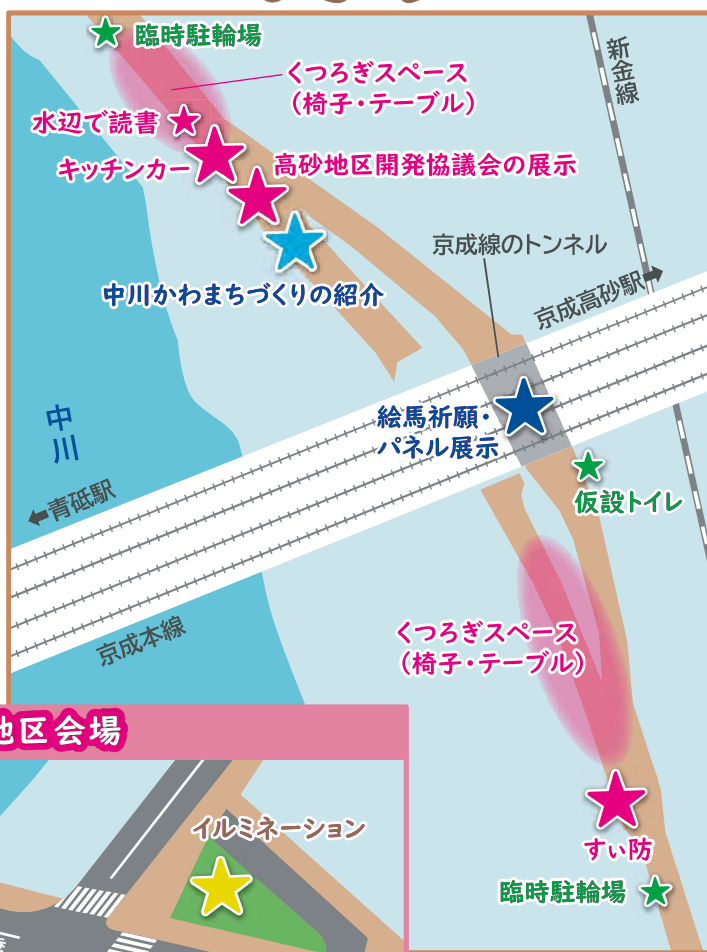 臨時駐輪場
くつろぎスペース
（椅子・テーブル）
新金線
水辺で読書
キッチンカー
高砂地区開発協議会の展示
中川かわまちづくりの紹介
京成線のトンネル
京成高砂駅
中川
絵馬祈願・
パネル展示
青砥駅
仮設トイレ
京成本線
くつろぎスペース
（椅子・テーブル）
地区会場
イルミネーション
すい防
臨時駐輪場